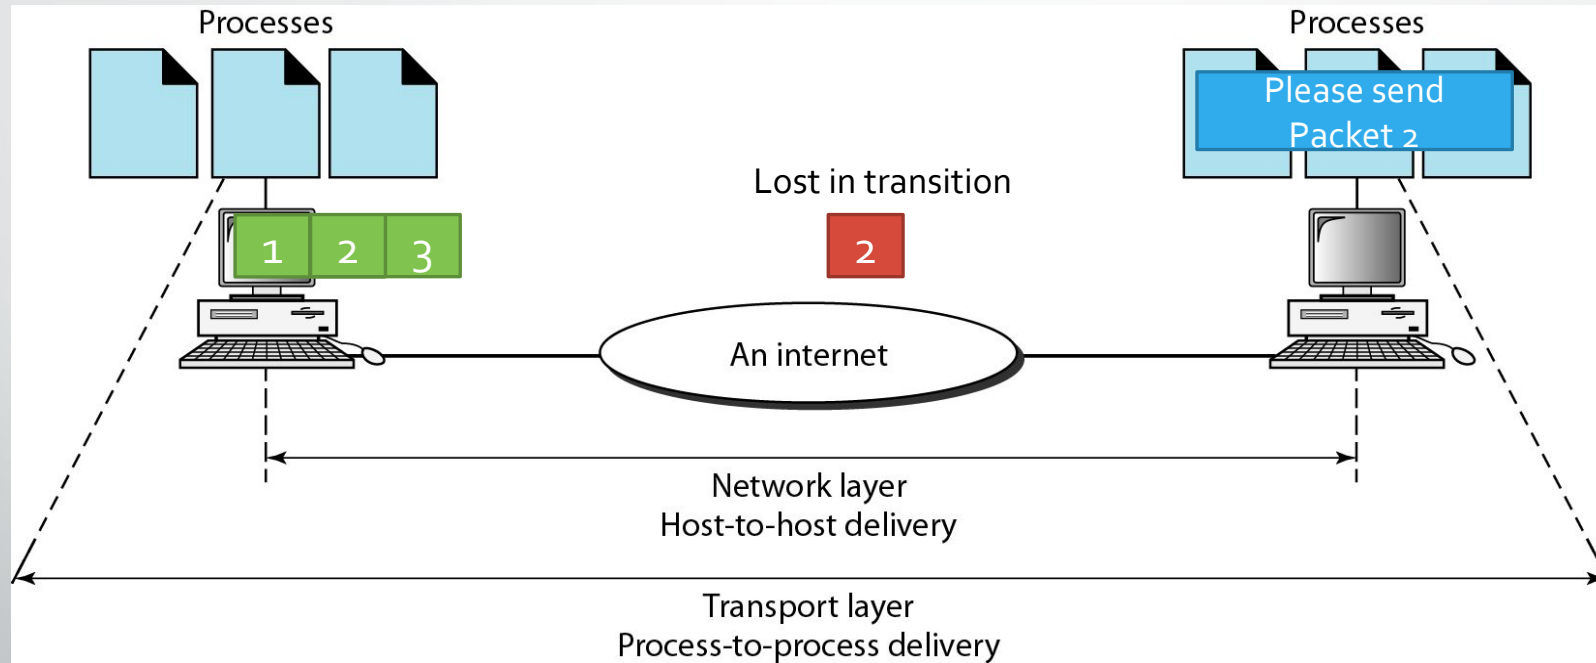 Processes
Processes
Please send
Packet 2
Lost in transition
1 2 3
2
An internet
Network layer
Host-to-host delivery
Transport layer
Process-to-process delivery